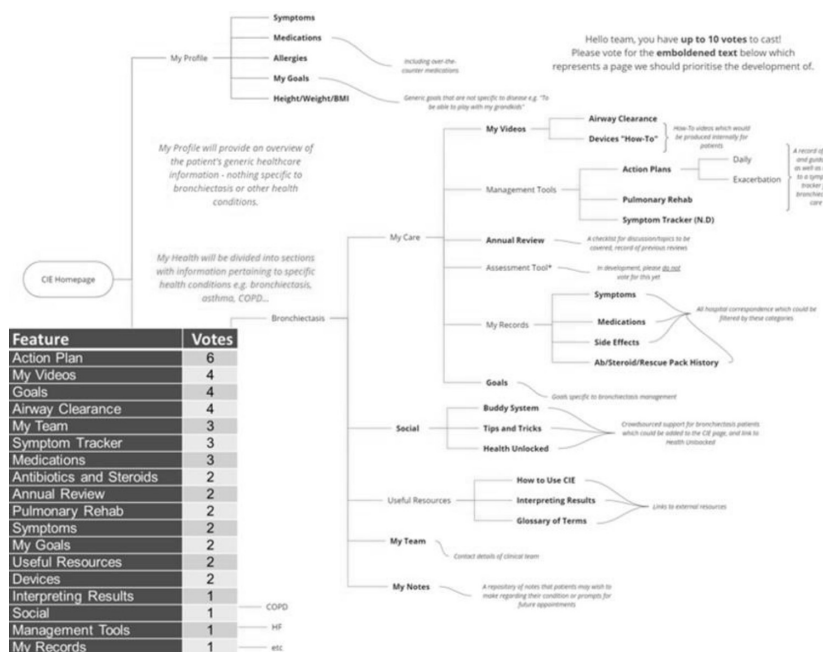 Hello team, you have up to 10 votes to cast!
Please vote for the emboldened text below which
represents a page we should prioritise the development of.
CIE Homepage
My Profile
Symptoms
Medications
Including over-the-
counter medications
Allergies
My Goals
Generic goals that are not specific to disease e.g. "To
be able to play with my grandkids"
Height/Weight/BMI
My Profile will provide an overview of
the patient's generic healthcare
information - nothing specific to
bronchiectasis or other health
conditions.
My Health will be divided into sections
with information pertaining to specific
health conditions e.g. bronchiectasis,
asthma, COPD...
Bronchiectasis
My Care
My Videos
Airway Clearance
Devices "How-To"
How-To videos which would
be produced internally for
patients
Management Tools
Action Plans
Daily
Exacerbation
A record of
and guid
as well as
to a symp
tracker
bronchiec
care
Pulmonary Rehab
Symptom Tracker (N.D)
Annual Review
A checklist for discussion/topics to be
covered, record of previous reviews
Assessment Tool*
In development, please do not
vote for this yet
My Records
Symptoms
Medications
Side Effects
Ab/Steroid/Rescue Pack History
All hospital correspondence which could be
filtered by these categories
Goals
Goals specific to bronchiectasis management
Social
Buddy System
Tips and Tricks
Health Unlocked
Crowdsourced support for bronchiectasis patients
which could be added to the CIE page, and link to
Health Unloacked
Useful Resources
How to Use CIE
Interpreting Results
Glossary of Terms
Links to external resources
My Team
Contact details of clinical team
My Notes
A repository of notes that patients may wish to
make regarding their condition or prompts for
future appointments
COPD
HF
etc
Feature Votes
Action Plan 6
My Videos 4
Goals 4
Airway Clearance 4
My Team 3
Symptom Tracker 3
Medications 3
Antibiotics and Steroids 2
Annual Review 2
Pulmonary Rehab 2
Symptoms 2
My Goals 2
Useful Resources 2
Devices 2
Interpreting Results 1
Social 1
Management Tools 1
My Records 1